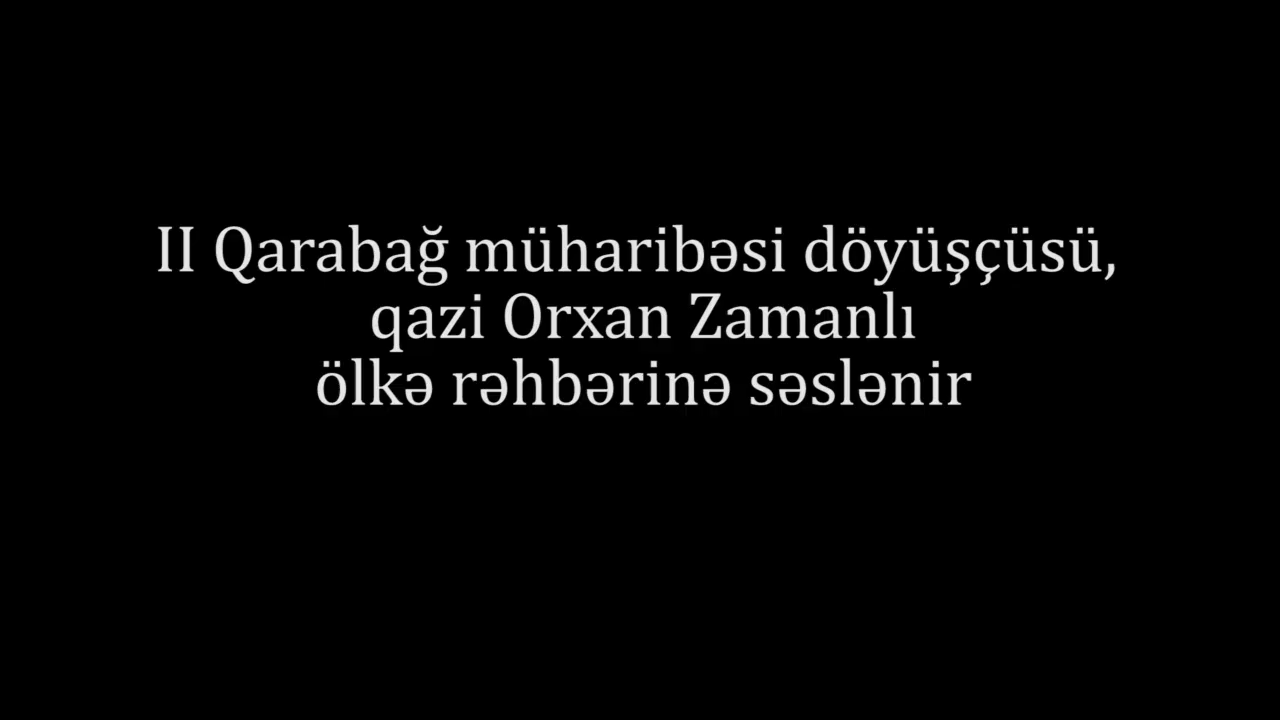 II Qarabağ müharibəsi döyüşçüsü,
qazi Orxan Zamanlı
ölkə rəhbərinə səslənir